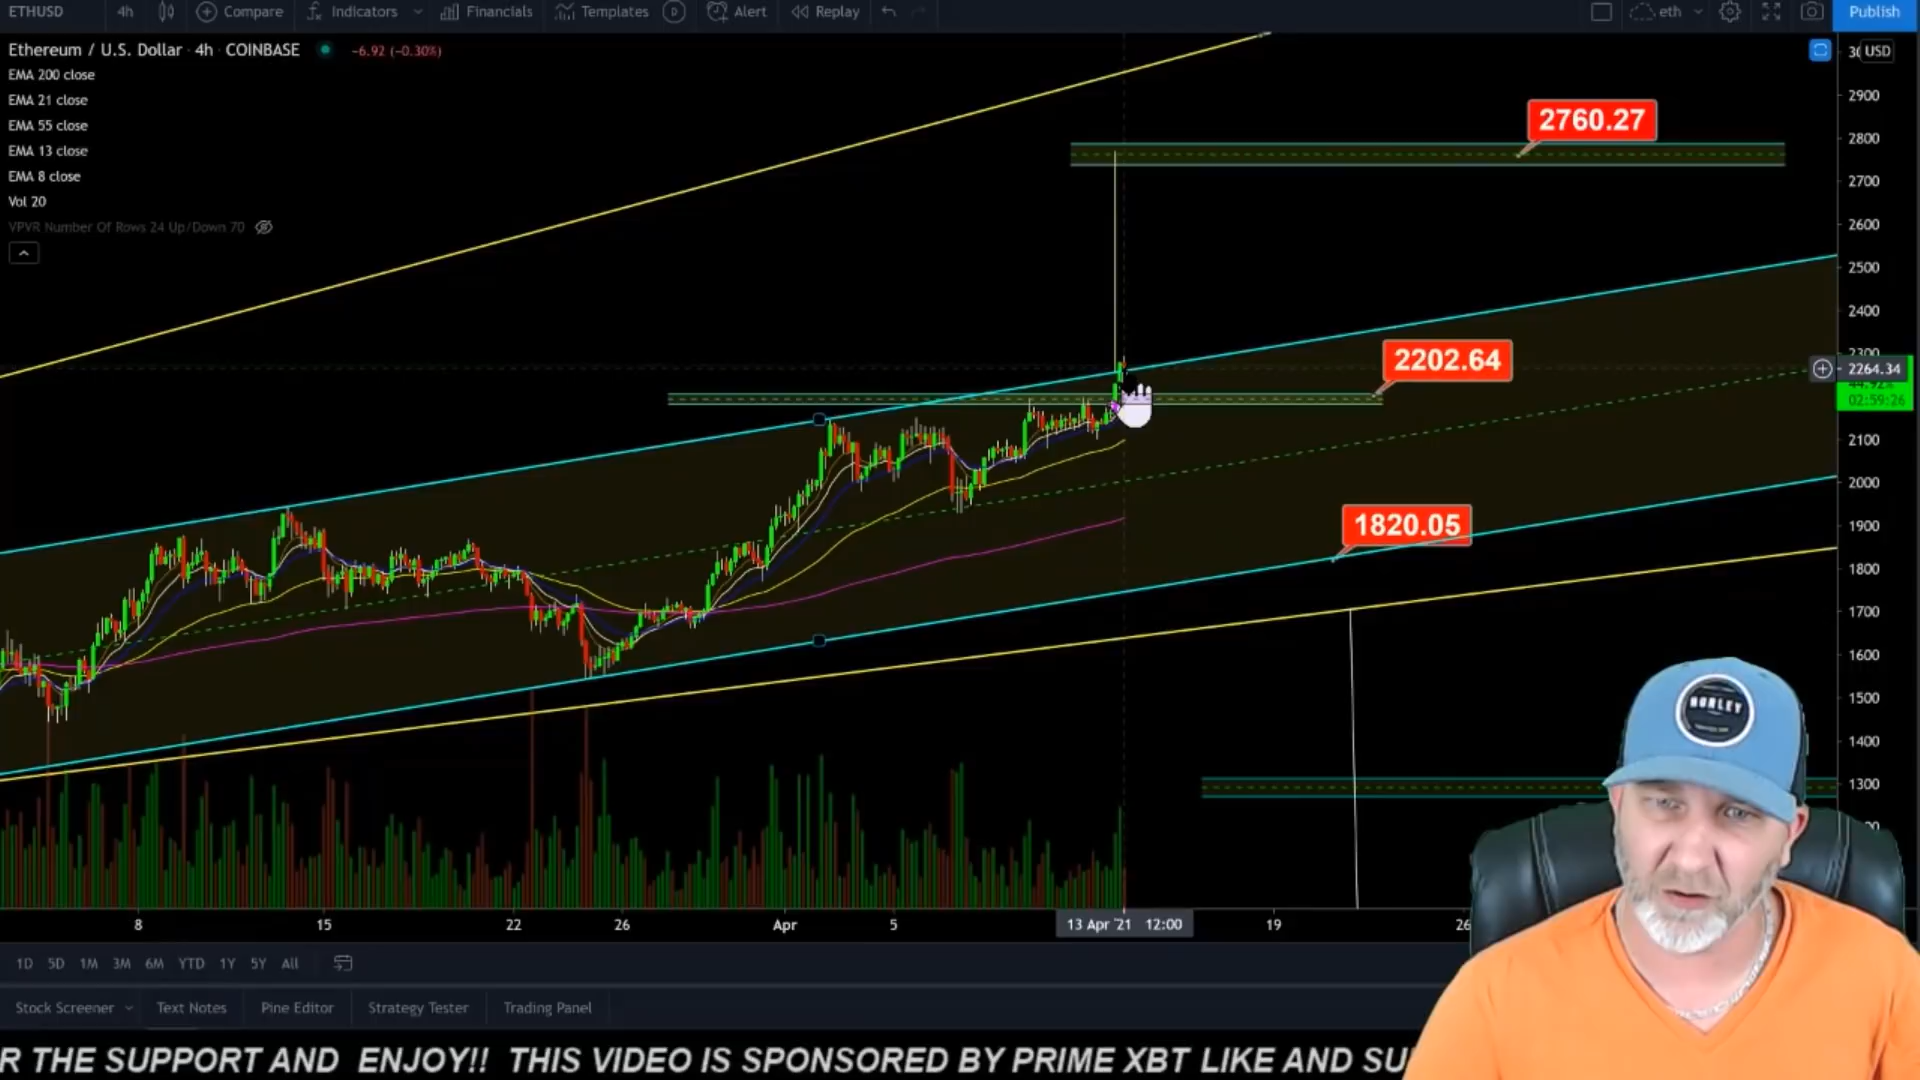 ETHUSD 4h Compare Indicators Financials Templates Alert Replay eth Publish
Ethereum / U.S. Dollar · 4h · COINBASE −6.92 (−0.30%)
EMA 200 close
EMA 21 close
EMA 55 close
EMA 13 close
EMA 8 close
Vol 20
VPVR Number Of Rows 24 Up/Down 70
USD
2900
2800
2700
2600
2500
2400
2300
2264.34
44.92%
02:59:26
2100
2000
1900
1800
1700
1600
1500
1400
1300
2760.27
2202.64
1820.05
HURLEY
8 15 22 26 Apr 5 13 Apr '21 12:00 19 26
1D 5D 1M 3M 6M YTD 1Y 5Y All
Stock Screener Text Notes Pine Editor Strategy Tester Trading Panel
R THE SUPPORT AND ENJOY!! THIS VIDEO IS SPONSORED BY PRIME XBT LIKE AND SU